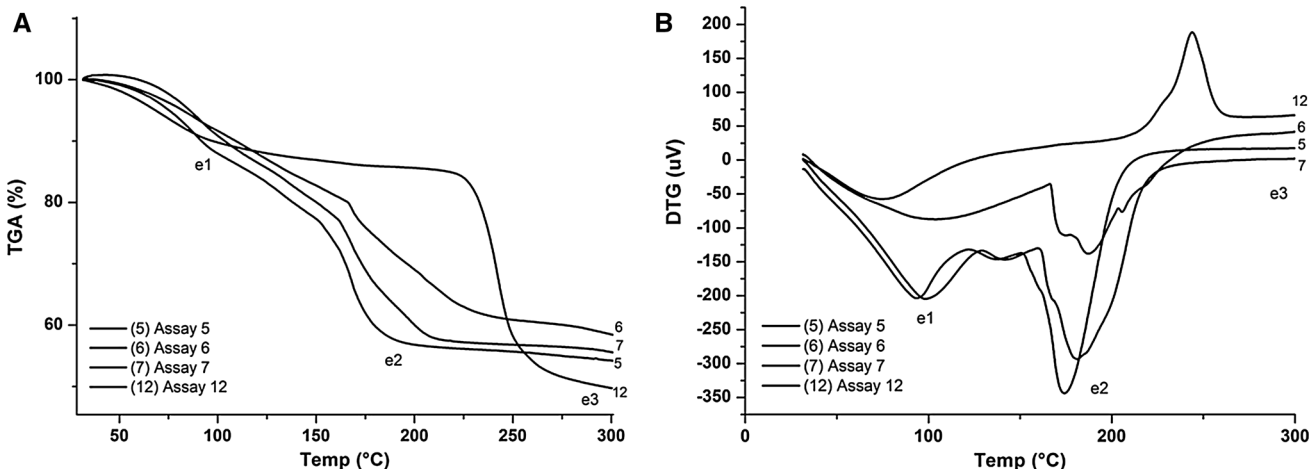 A
100
80
60
TGA (%)
e1
e2
e3
6
7
5
12
(5) Assay 5
(6) Assay 6
(7) Assay 7
(12) Assay 12
50 100 150 200 250 300
Temp (°C)
B
200
150
100
50
0
-50
-100
-150
-200
-250
-300
-350
DTG (uV)
12
6
5
7
e3
e1
e2
(5) Assay 5
(6) Assay 6
(7) Assay 7
(12) Assay 12
0 100 200 300
Temp (°C)